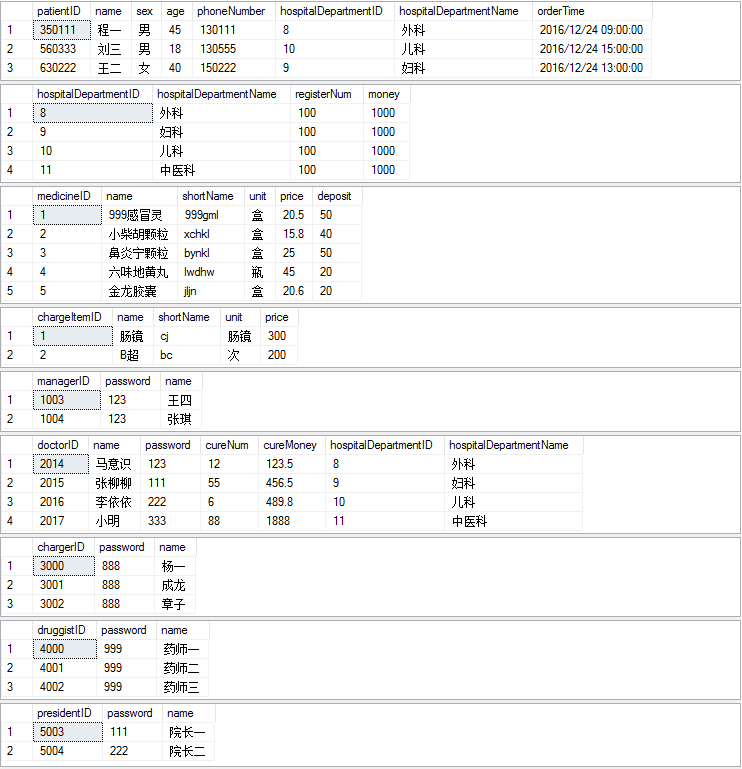 patientID name sex age phoneNumber hospitalDepartmentID hospitalDepartmentName orderTime
1 350111 程一 男 45 130111 8 外科 2016/12/24 09:00:00
2 560333 刘三 男 18 130555 10 儿科 2016/12/24 15:00:00
3 630222 王二 女 40 150222 9 妇科 2016/12/24 13:00:00
hospitalDepartmentID hospitalDepartmentName registerNum money
1 8 外科 100 1000
2 9 妇科 100 1000
3 10 儿科 100 1000
4 11 中医科 100 1000
medicineID name shortName unit price deposit
1 1 999感冒灵 999gml 盒 20.5 50
2 2 小柴胡颗粒 xchkl 盒 15.8 40
3 3 鼻炎宁颗粒 bynkl 盒 25 50
4 4 六味地黄丸 lwdhw 瓶 45 20
5 5 金龙胶囊 jljn 盒 20.6 20
chargeItemID name shortName unit price
1 1 肠镜 cj 肠镜 300
2 2 B超 bc 次 200
managerID password name
1 1003 123 王四
2 1004 123 张琪
doctorID name password cureNum cureMoney hospitalDepartmentID hospitalDepartmentName
1 2014 马意识 123 12 123.5 8 外科
2 2015 张柳柳 111 55 456.5 9 妇科
3 2016 李依依 222 6 489.8 10 儿科
4 2017 小明 333 88 1888 11 中医科
chargerID password name
1 3000 888 杨一
2 3001 888 成龙
3 3002 888 章子
druggistID password name
1 4000 999 药师一
2 4001 999 药师二
3 4002 999 药师三
presidentID password name
1 5003 111 院长一
2 5004 222 院长二